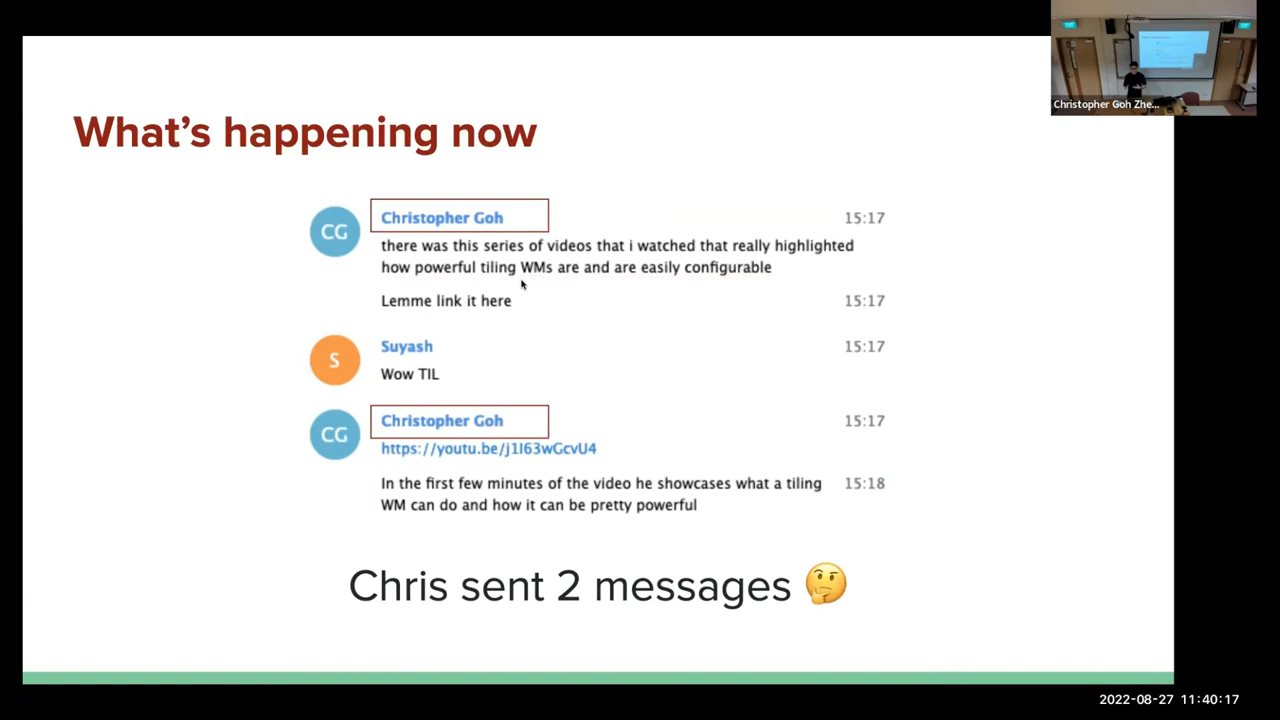 Christopher Goh Zhe...
What's happening now
CG
Christopher Goh
15:17
there was this series of videos that i watched that really highlighted
how powerful tiling WMs are and are easily configurable
Lemme link it here
15:17
S
Suyash
15:17
Wow TIL
CG
Christopher Goh
15:17
https://youtu.be/j1I63wGcvU4
In the first few minutes of the video he showcases what a tiling
15:18
WM can do and how it can be pretty powerful
Chris sent 2 messages 🤔
2022-08-27 11:40:17